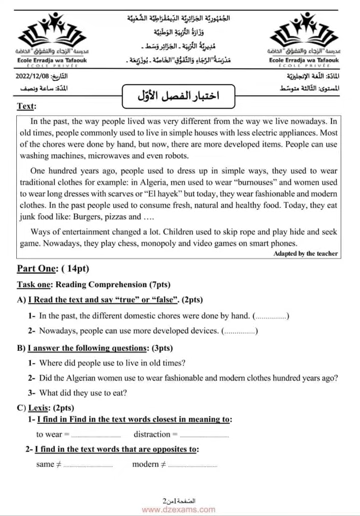 الجمهورية الجزائرية الديمقراطية الشعبية
وزارة التربية الوطنية
مديرية التربية - الجزائر وسط -
مدرسة "الرجاء والتفوق" الخاصة - بوزريعة -
مدرسة "الرجاء والتفوق" الخاصة
Ecole Erradja wa Tafaouk
ECOLE PRIVEE
مدرسة "الرجاء والتفوق" الخاصة
Ecole Erradja wa Tafaouk
ECOLE PRIVEE
المادة: اللغة الإنجليزية
التاريخ: 2022/12/08
المستوى: الثالثة متوسط
المدة: ساعة ونصف
اختبار الفصل الأول
Text:
In the past, the way people lived was very different from the way we live nowadays. In
old times, people commonly used to live in simple houses with less electric appliances. Most
of the chores were done by hand, but now, there are more developed items. People can use
washing machines, microwaves and even robots.
One hundred years ago, people used to dress up in simple ways, they used to wear
traditional clothes for example: in Algeria, men used to wear “burnouses” and women used
to wear long dresses with scarves or “El hayek” but today, they wear fashionable and modern
clothes. In the past people used to consume fresh, natural and healthy food. Today, they eat
junk food like: Burgers, pizzas and ….
Ways of entertainment changed a lot. Children used to skip rope and play hide and seek
game. Nowadays, they play chess, monopoly and video games on smart phones.
Adapted by the teacher
Part One: ( 14pt)
Task one: Reading Comprehension (7pts)
A) I Read the text and say “true” or “false”. (2pts)
1- In the past, the different domestic chores were done by hand. (..............)
2- Nowadays, people can use more developed devices. (..............)
B) I answer the following questions: (3pts)
1- Where did people use to live in old times?
2- Did the Algerian women use to wear fashionable and modern clothes hundred years ago?
3- What did they use to eat?
C) Lexis: (2pts)
1- I find in Find in the text words closest in meaning to:
to wear = ...................... distraction = ......................
2- I find in the text words that are opposites to:
same ≠ ...................... modern ≠ ......................
الصفحة 1 من 2
www.dzexams.com